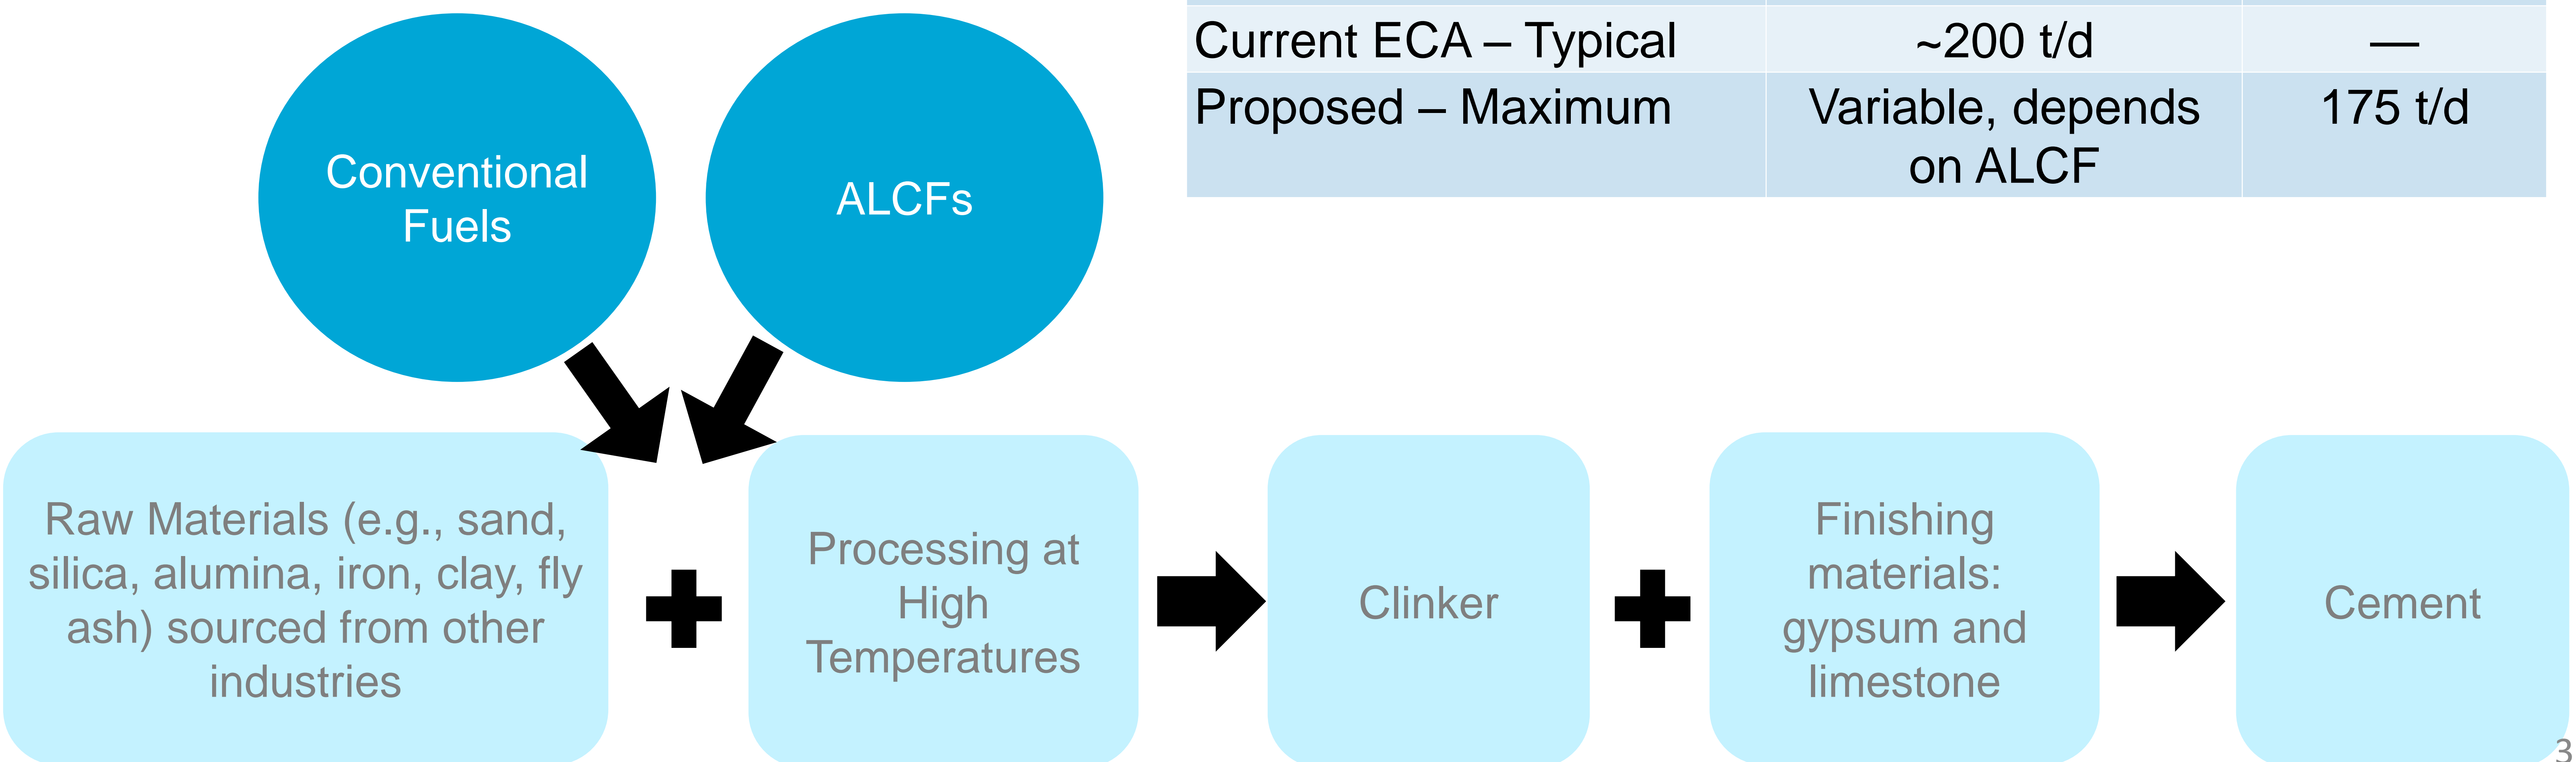 Current ECA – Typical ~200 t/d —
Proposed – Maximum Variable, depends 175 t/d
on ALCF
Conventional
Fuels
ALCFs
Raw Materials (e.g., sand,
silica, alumina, iron, clay, fly
ash) sourced from other
industries
Processing at
High
Temperatures
Clinker
Finishing
materials:
gypsum and
limestone
Cement
3